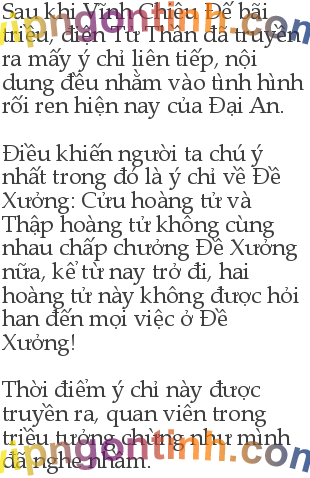 Sau khi Vĩnh Chiêu Đế bãi
triều, điện Tử Thần đã truyền
ra mấy ý chỉ liên tiếp, nội
dung đều nhằm vào tình hình
rối ren hiện nay của Đại An.
Điều khiến người ta chú ý
nhất trong đó là ý chỉ về Đề
Xưởng: Cửu hoàng tử và
Thập hoàng tử không cùng
nhau chấp chưởng Đề Xưởng
nữa, kể từ nay trở đi, hai
hoàng tử này không được hỏi
han đến mọi việc ở Đề
Xưởng!
Thời điểm ý chỉ này được
truyền ra, quan viên trong
triều tưởng chừng như mình
đã nghe nhầm.
vipngontinh.com
vipngontinh.com